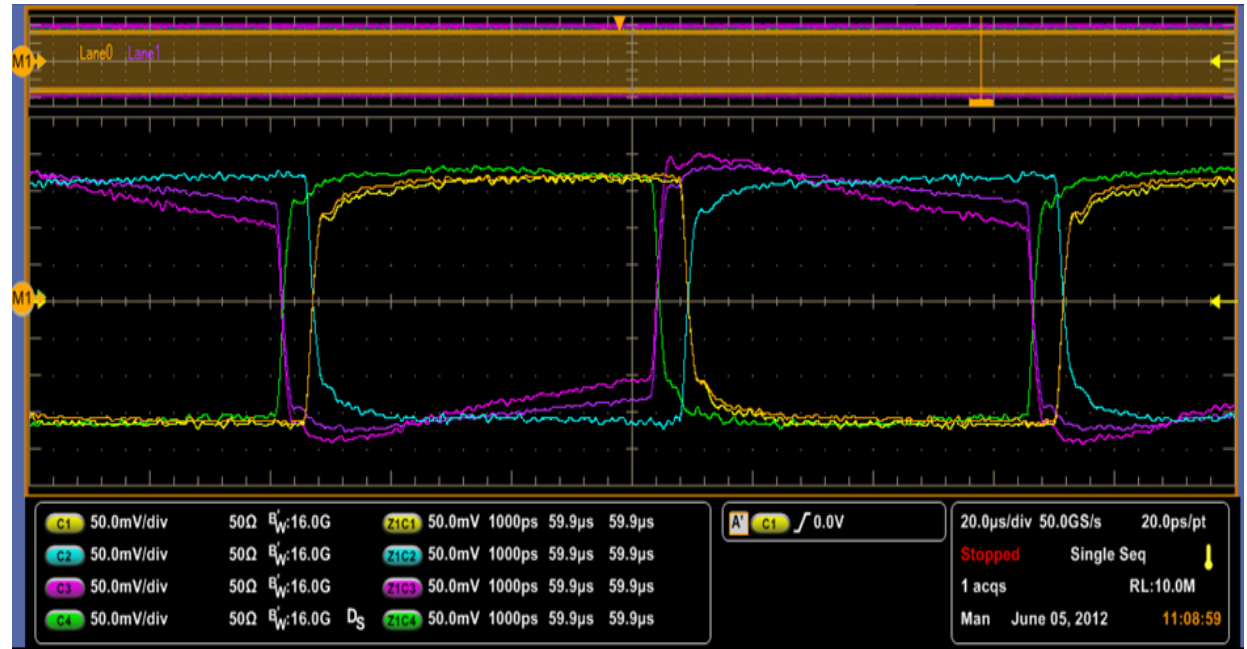 Lane0 Lane1
M1
M1
C1 50.0mV/div 50Ω B'W:16.0G Z1C1 50.0mV 1000ps 59.9µs 59.9µs
C2 50.0mV/div 50Ω B'W:16.0G Z1C2 50.0mV 1000ps 59.9µs 59.9µs
C3 50.0mV/div 50Ω B'W:16.0G Z1C3 50.0mV 1000ps 59.9µs 59.9µs
C4 50.0mV/div 50Ω B'W:16.0G DS Z1C4 50.0mV 1000ps 59.9µs 59.9µs
A' C1 0.0V
20.0µs/div 50.0GS/s 20.0ps/pt
Stopped Single Seq
1 acqs RL:10.0M
Man June 05, 2012 11:08:59